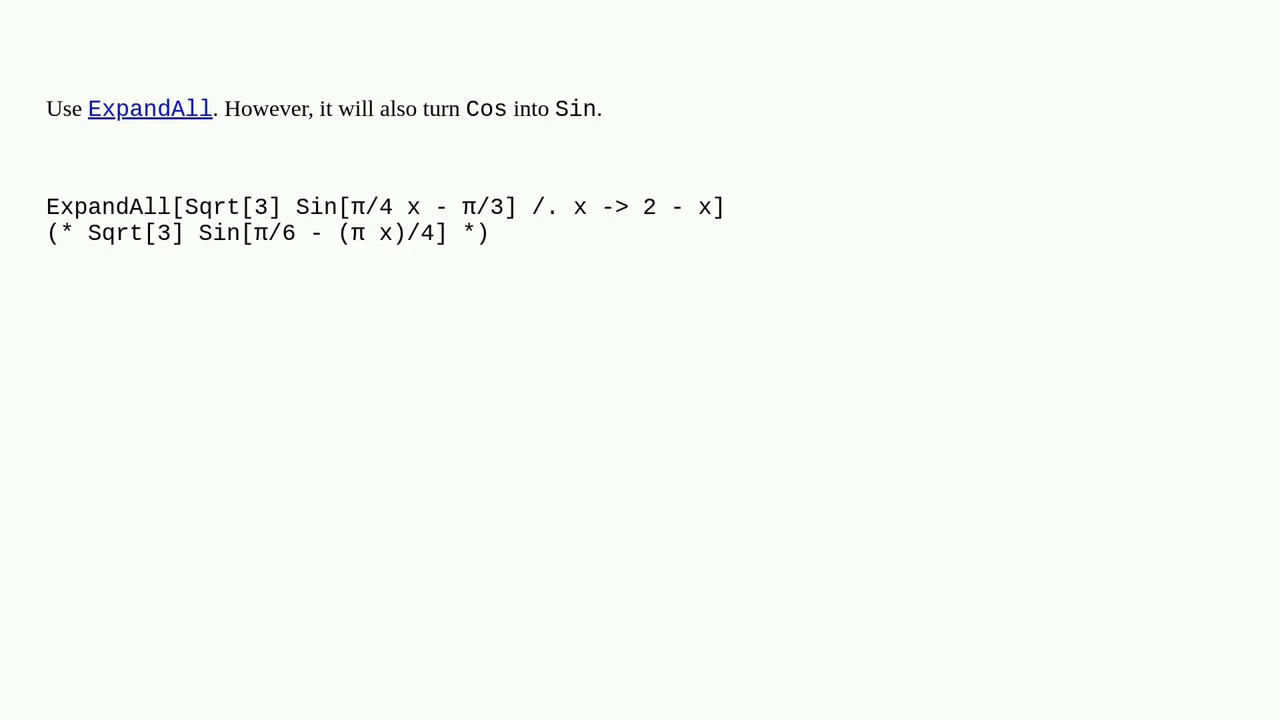 Use ExpandAll. However, it will also turn Cos into Sin.
ExpandAll[Sqrt[3] Sin[π/4 x - π/3] /. x -> 2 - x]
(* Sqrt[3] Sin[π/6 - (π x)/4] *)